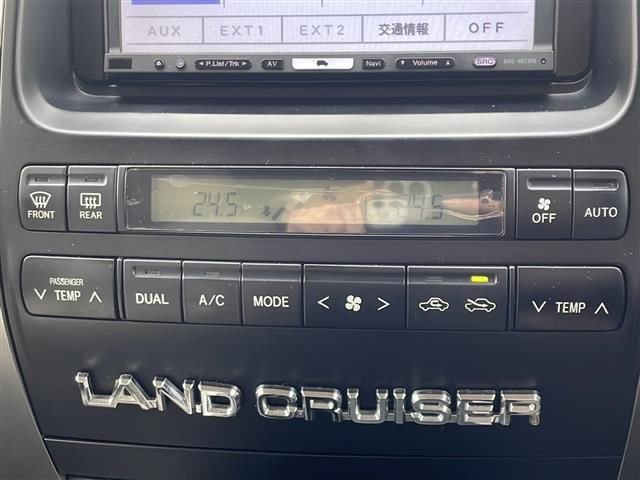 AUX EXT1 EXT2 交通情報 OFF
P.List/Trk AV Navi Volume SRC
FRONT REAR 24.5 24.5 OFF AUTO
PASSENGER
TEMP DUAL A/C MODE < > TEMP
LAND CRUISER